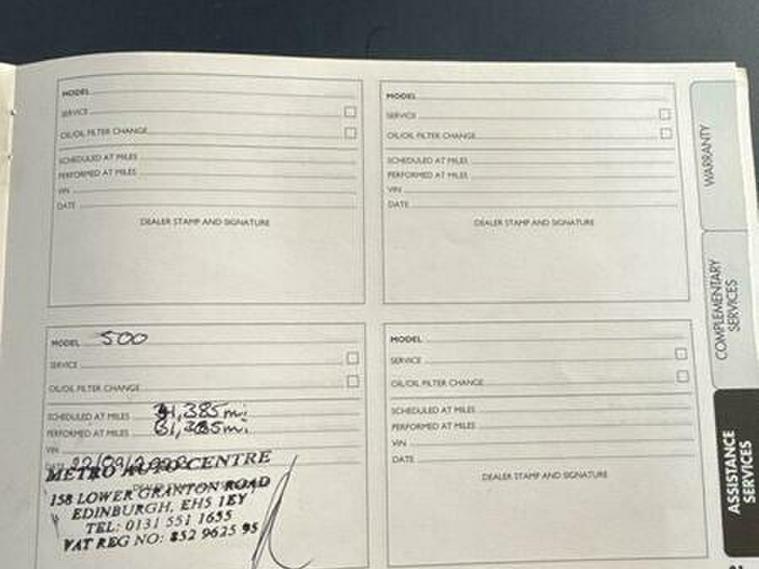 MODEL
SERVICE
OIL/OIL FILTER CHANGE
SCHEDULED AT MILES
PERFORMED AT MILES
VIN
DATE
DEALER STAMP AND SIGNATURE
MODEL
SERVICE
OIL/OIL FILTER CHANGE
SCHEDULED AT MILES
PERFORMED AT MILES
VIN
DATE
DEALER STAMP AND SIGNATURE
MODEL 500
SERVICE
OIL/OIL FILTER CHANGE
SCHEDULED AT MILES
PERFORMED AT MILES
VIN
DATE
METRO AUTO CENTRE
158 LOWER GRANTON ROAD
EDINBURGH, EH5 1EY
TEL: 0131 551 1655
VAT REG NO: 852 9625 95
MODEL
SERVICE
OIL/OIL FILTER CHANGE
SCHEDULED AT MILES
PERFORMED AT MILES
VIN
DATE
DEALER STAMP AND SIGNATURE
WARRANTY
COMPLEMENTARY
SERVICES
ASSISTANCE
SERVICES